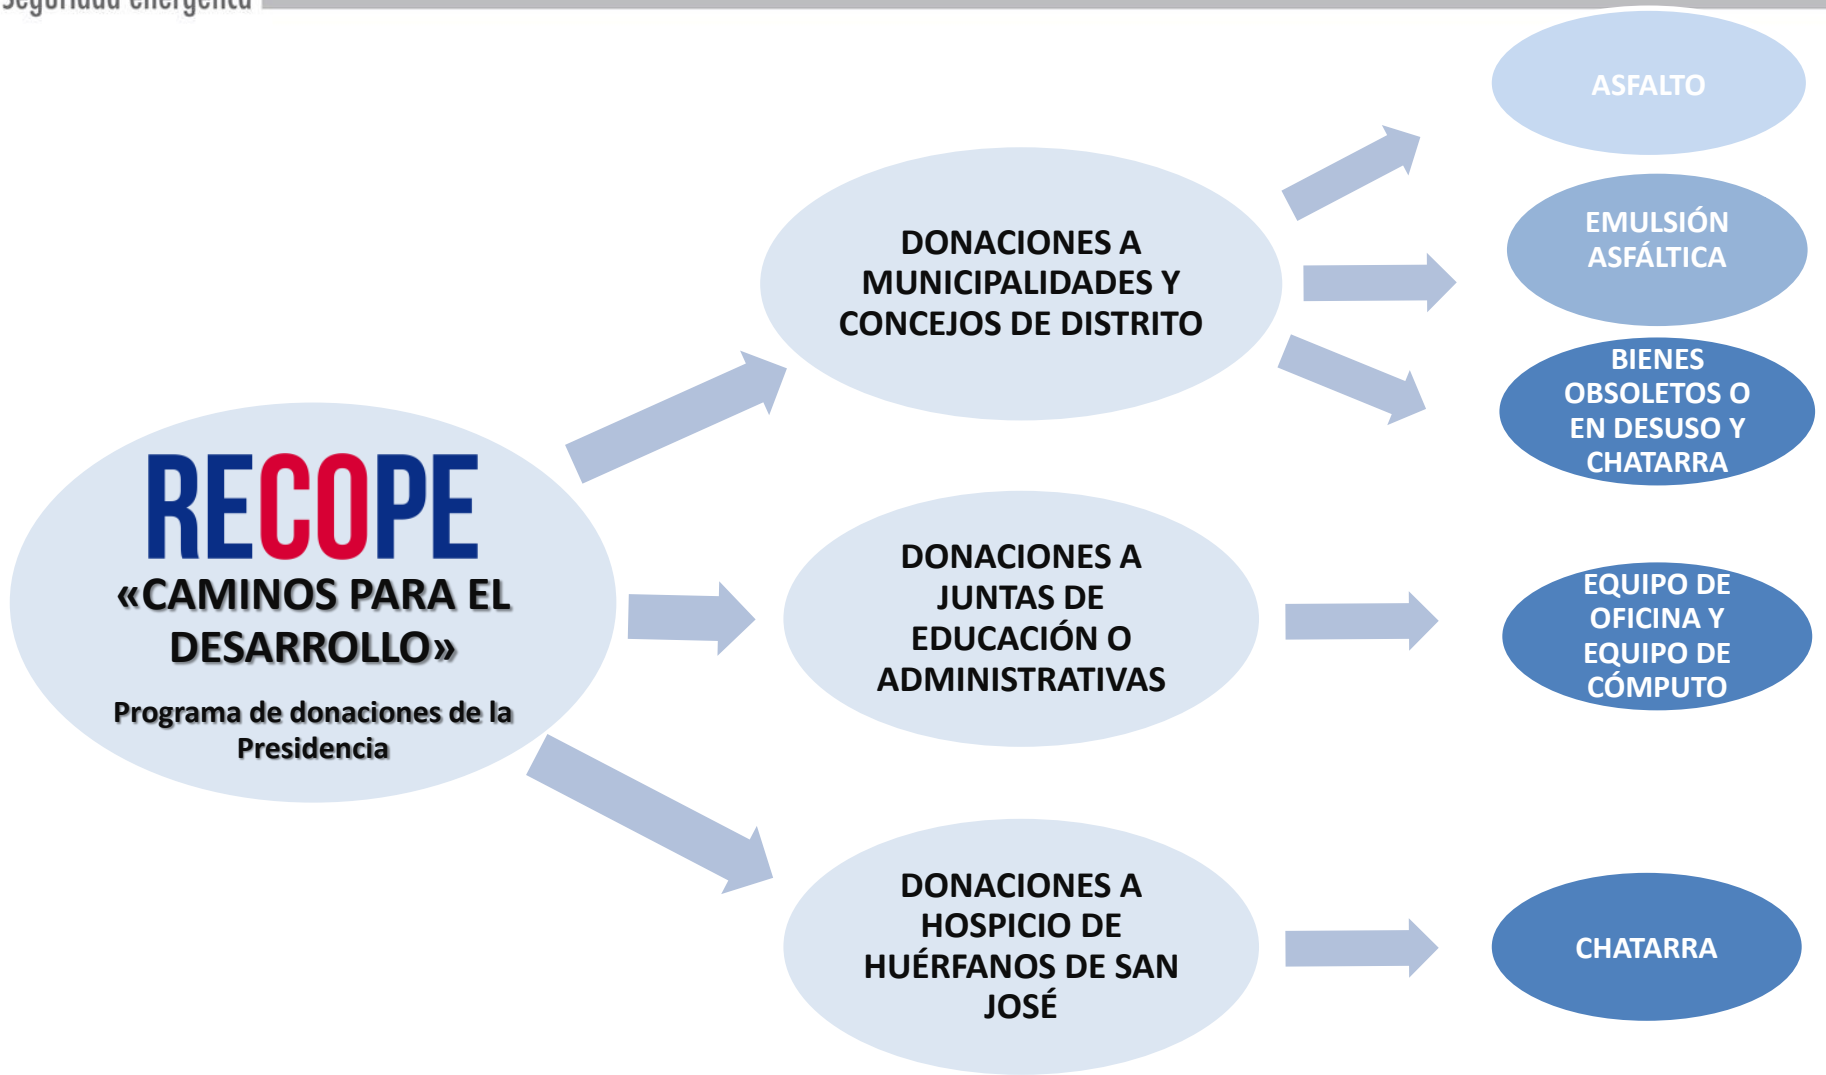 Seguridad energética
RECOPE
«CAMINOS PARA EL
DESARROLLO»
Programa de donaciones de la
Presidencia
DONACIONES A
MUNICIPALIDADES Y
CONCEJOS DE DISTRITO
ASFALTO
EMULSIÓN
ASFÁLTICA
BIENES
OBSOLETOS O
EN DESUSO Y
CHATARRA
DONACIONES A
JUNTAS DE
EDUCACIÓN O
ADMINISTRATIVAS
EQUIPO DE
OFICINA Y
EQUIPO DE
CÓMPUTO
DONACIONES A
HOSPICIO DE
HUÉRFANOS DE SAN
JOSÉ
CHATARRA